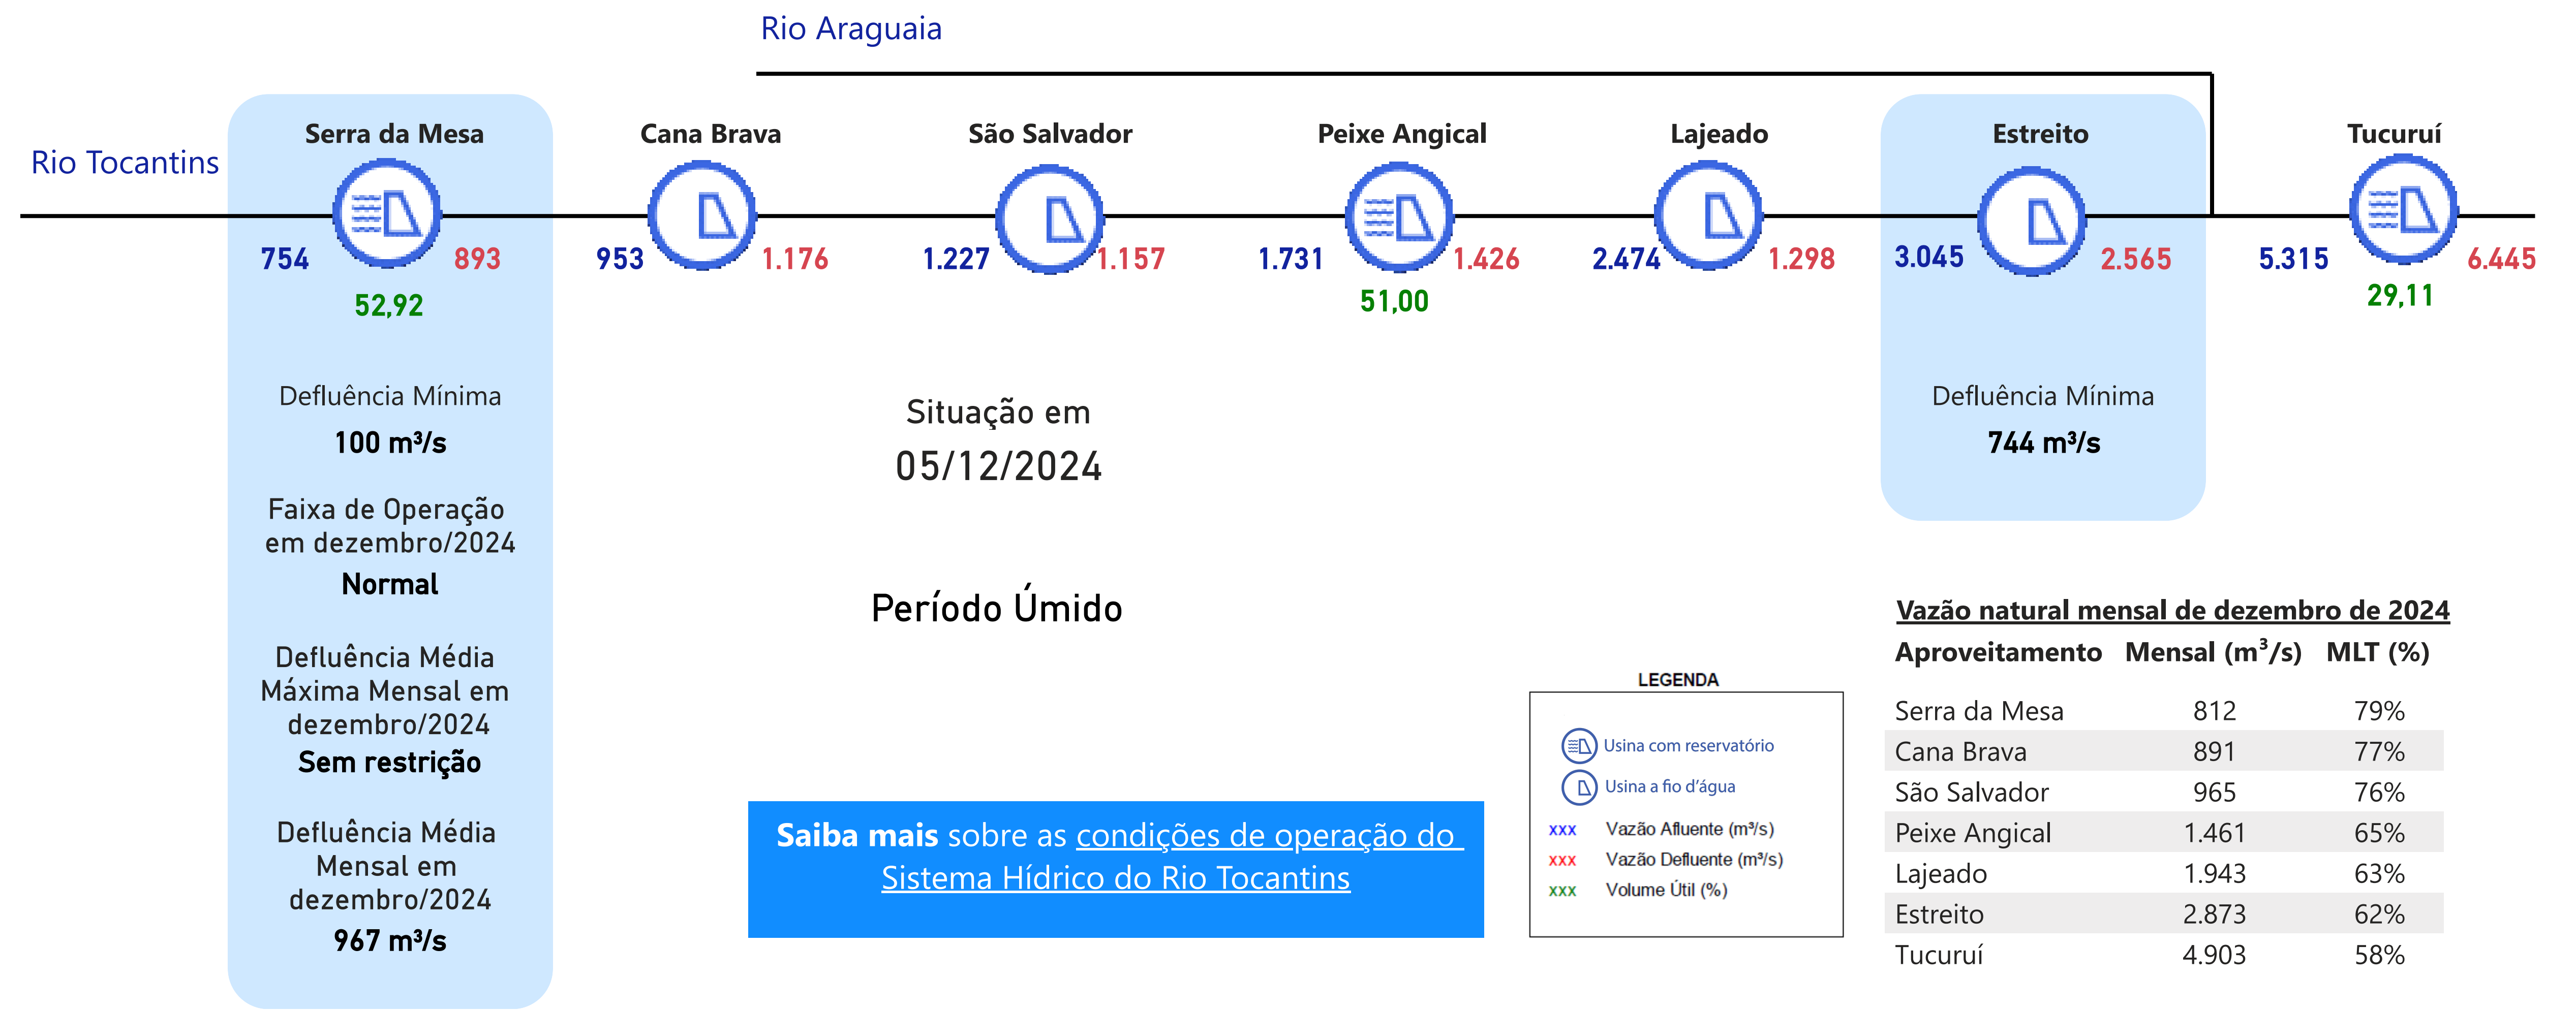 Rio Araguaia
Rio Tocantins
Serra da Mesa
Cana Brava
São Salvador
Peixe Angical
Lajeado
Estreito
Tucuruí
754
893
953
1.176
1.227
1.157
1.731
1.426
2.474
1.298
3.045
2.565
5.315
6.445
52,92
51,00
29,11
Defluência Mínima
100 m³/s
Faixa de Operação
em dezembro/2024
Normal
Defluência Média
Máxima Mensal em
dezembro/2024
Sem restrição
Defluência Média
Mensal em
dezembro/2024
967 m³/s
Situação em
05/12/2024
Período Úmido
Saiba mais sobre as condições de operação do
Sistema Hídrico do Rio Tocantins
Defluência Mínima
744 m³/s
LEGENDA
Usina com reservatório
Usina a fio d’água
xxx Vazão Afluente (m³/s)
xxx Vazão Defluente (m³/s)
xxx Volume Útil (%)
Vazão natural mensal de dezembro de 2024
Aproveitamento Mensal (m³/s) MLT (%)
Serra da Mesa 812 79%
Cana Brava 891 77%
São Salvador 965 76%
Peixe Angical 1.461 65%
Lajeado 1.943 63%
Estreito 2.873 62%
Tucuruí 4.903 58%